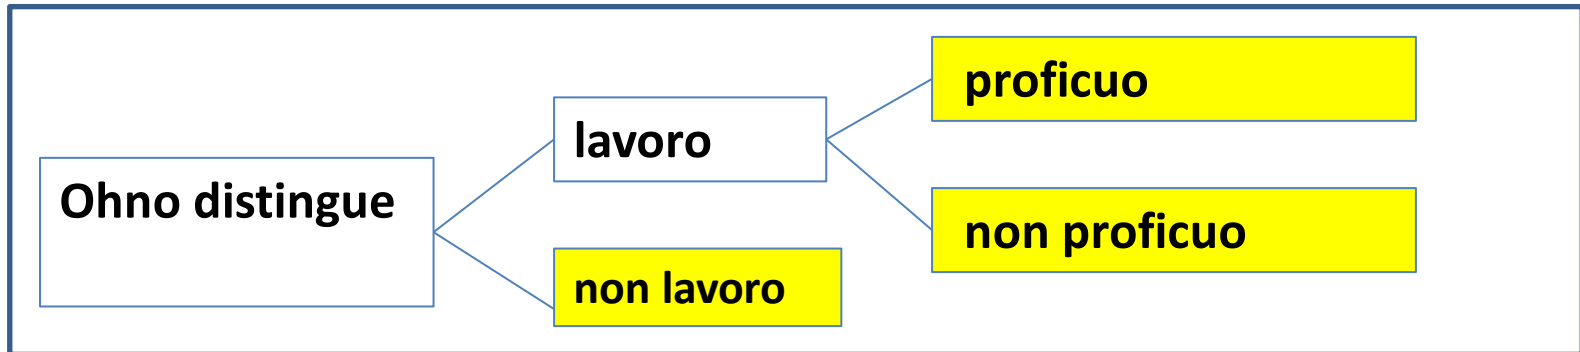 Ohno distingue
lavoro
non lavoro
proficuo
non proficuo